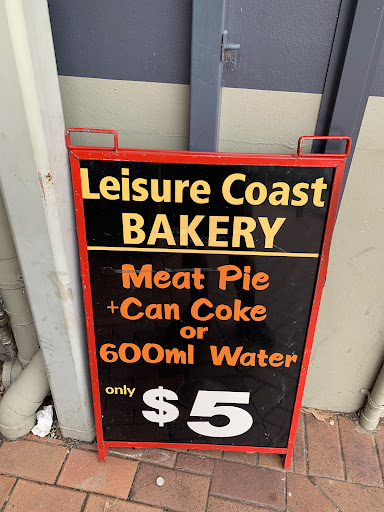 Leisure Coast
BAKERY
Meat Pie
+Can Coke
or
600ml Water
only $5